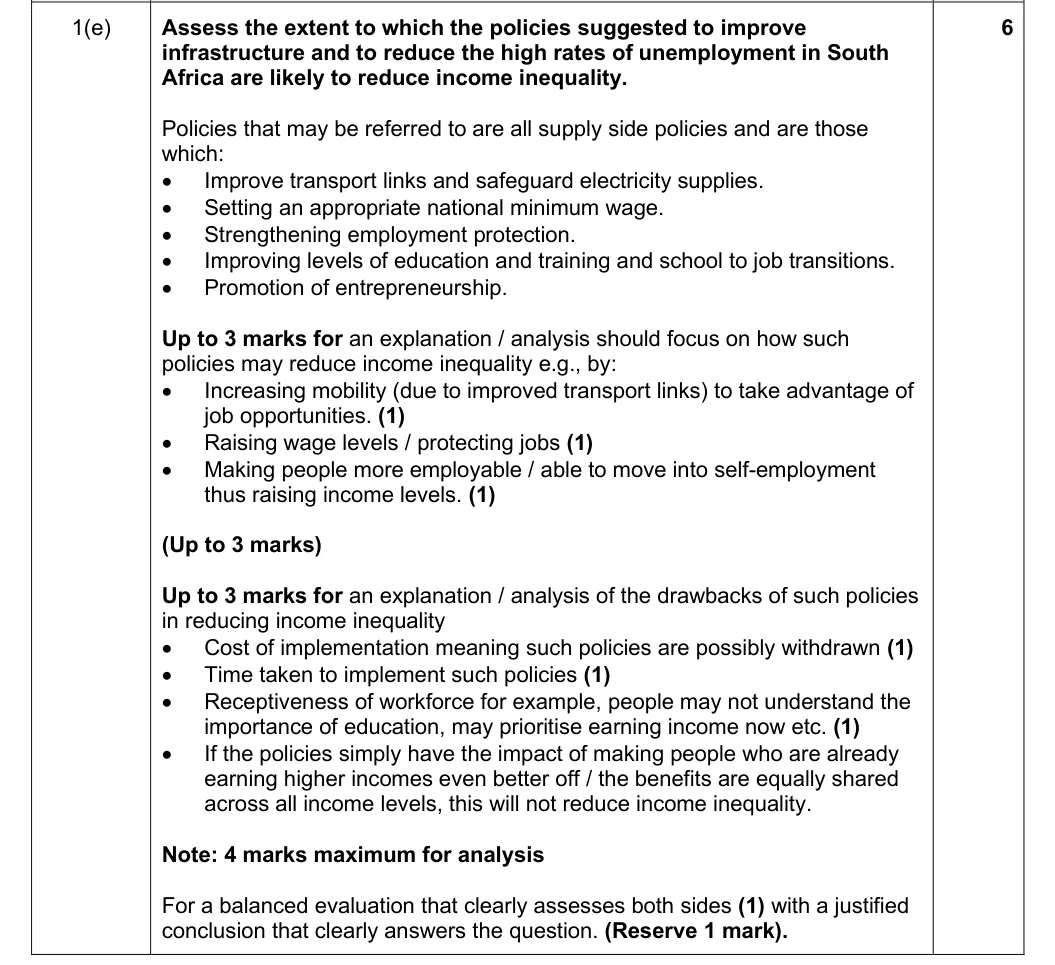 1(e)
Assess the extent to which the policies suggested to improve
infrastructure and to reduce the high rates of unemployment in South
Africa are likely to reduce income inequality.
6
Policies that may be referred to are all supply side policies and are those
which:
• Improve transport links and safeguard electricity supplies.
• Setting an appropriate national minimum wage.
• Strengthening employment protection.
• Improving levels of education and training and school to job transitions.
• Promotion of entrepreneurship.
Up to 3 marks for an explanation / analysis should focus on how such
policies may reduce income inequality e.g., by:
• Increasing mobility (due to improved transport links) to take advantage of
job opportunities. (1)
• Raising wage levels / protecting jobs (1)
• Making people more employable / able to move into self-employment
thus raising income levels. (1)
(Up to 3 marks)
Up to 3 marks for an explanation / analysis of the drawbacks of such policies
in reducing income inequality
• Cost of implementation meaning such policies are possibly withdrawn (1)
• Time taken to implement such policies (1)
• Receptiveness of workforce for example, people may not understand the
importance of education, may prioritise earning income now etc. (1)
• If the policies simply have the impact of making people who are already
earning higher incomes even better off / the benefits are equally shared
across all income levels, this will not reduce income inequality.
Note: 4 marks maximum for analysis
For a balanced evaluation that clearly assesses both sides (1) with a justified
conclusion that clearly answers the question. (Reserve 1 mark).